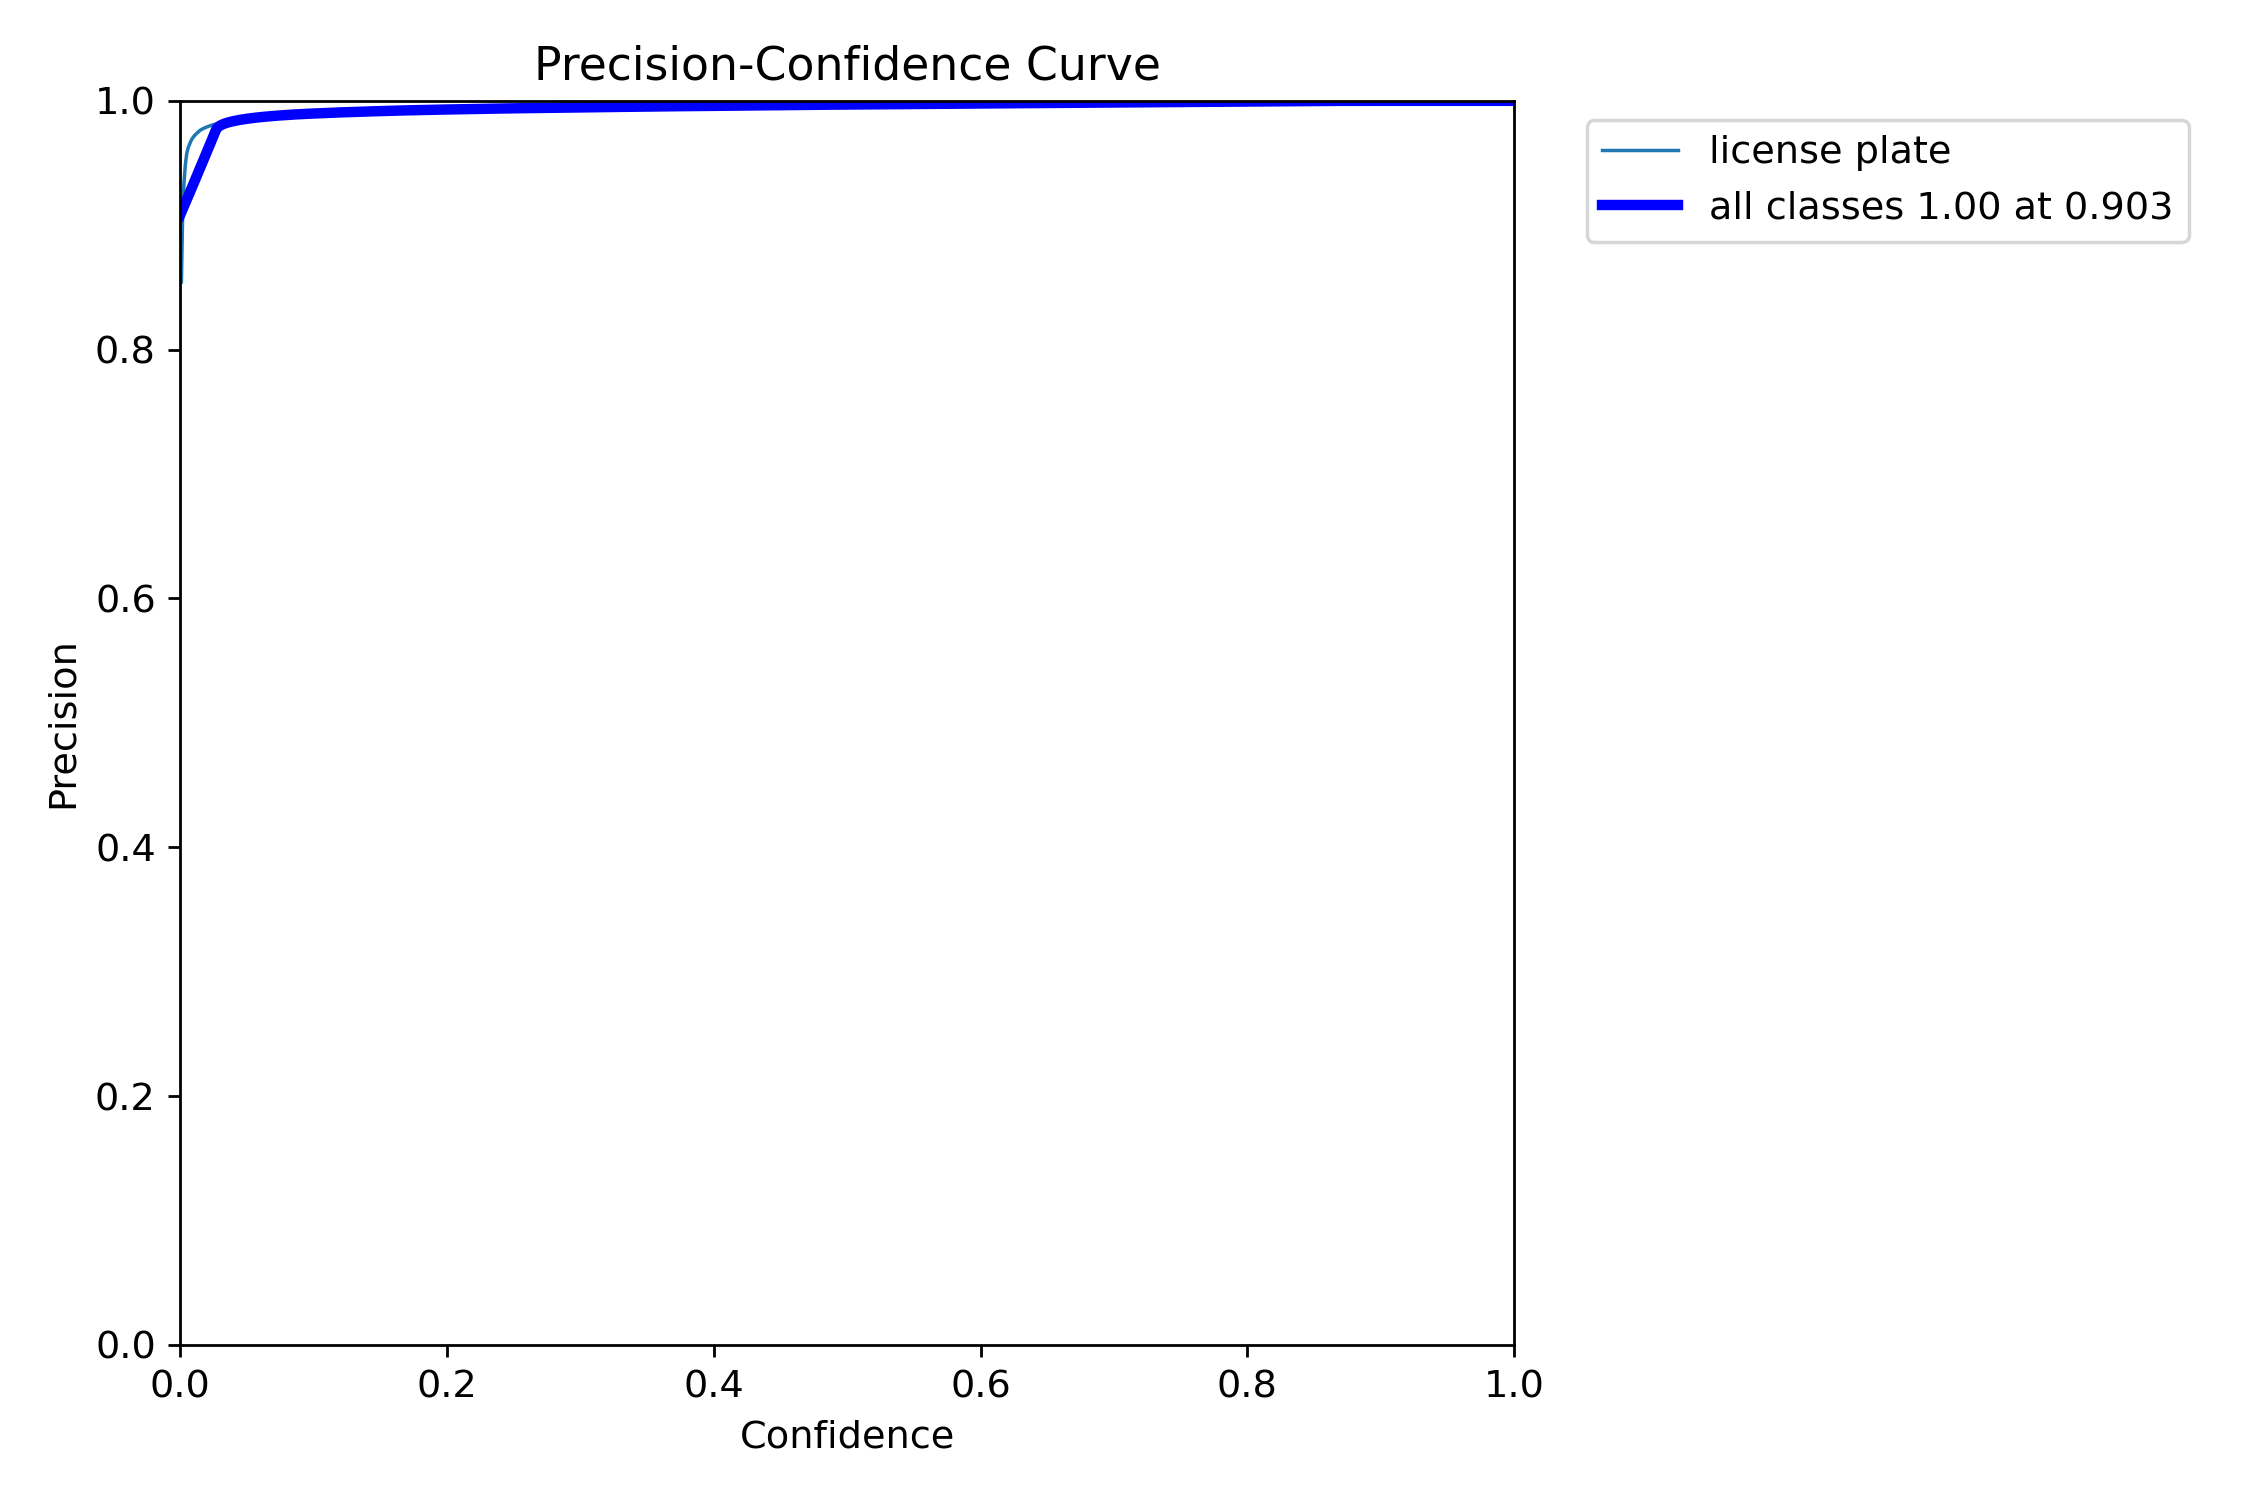 Precision-Confidence Curve
1.0
0.8
0.6
0.4
0.2
0.0
Precision
0.0 0.2 0.4 0.6 0.8 1.0
Confidence
license plate
all classes 1.00 at 0.903